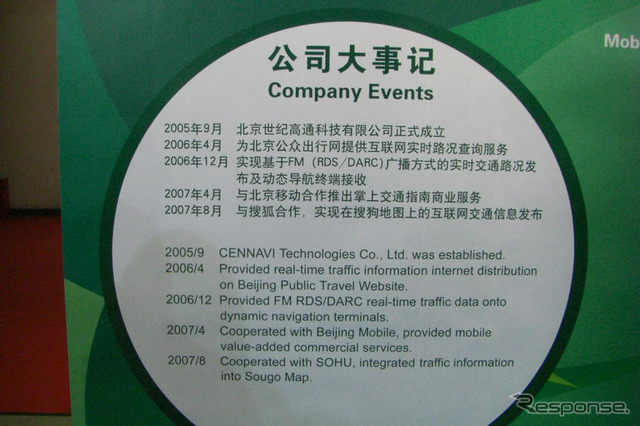 Mob
公司大事记
Company Events
2005年9月 北京世纪高通科技有限公司正式成立
2006年4月 为北京公众出行网提供互联网实时路况查询服务
2006年12月 实现基于FM（RDS/DARC)广播方式的实时交通路况发
布及动态导航终端接收
2007年4月 与北京移动合作推出掌上交通指南商业服务
2007年8月 与搜狐合作，实现在搜狗地图上的互联网交通信息发布
2005/9 CENNAVI Technologies Co., Ltd. was established.
2006/4 Provided real-time traffic information internet distribution
on Beijing Public Travel Website.
2006/12 Provided FM RDS/DARC real-time traffic data onto
dynamic navigation terminals.
2007/4 Cooperated with Beijing Mobile, provided mobile
value-added commercial services.
2007/8 Cooperated with SOHU, integrated traffic information
into Sougo Map.
Response.